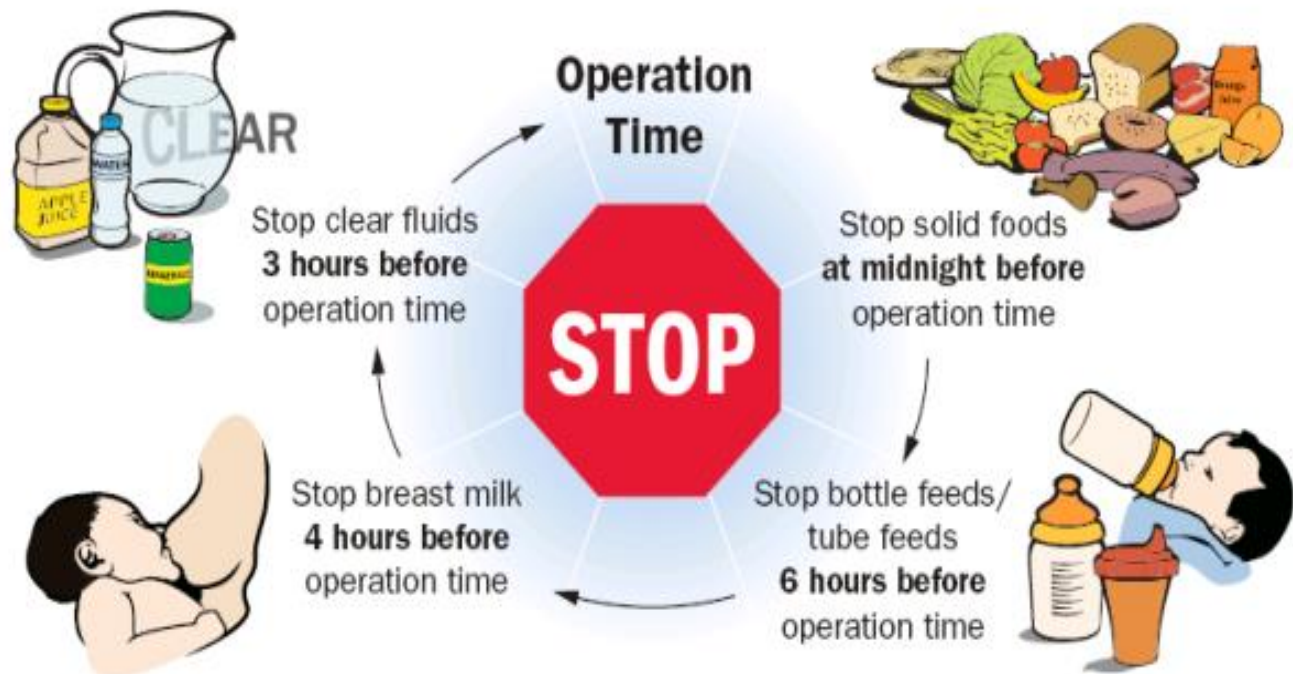 Operation
Time
CLEAR
WATER
APPLE
JUICE
Stop clear fluids
3 hours before
operation time
Stop solid foods
at midnight before
operation time
STOP
Stop breast milk
4 hours before
operation time
Stop bottle feeds/
tube feeds
6 hours before
operation time